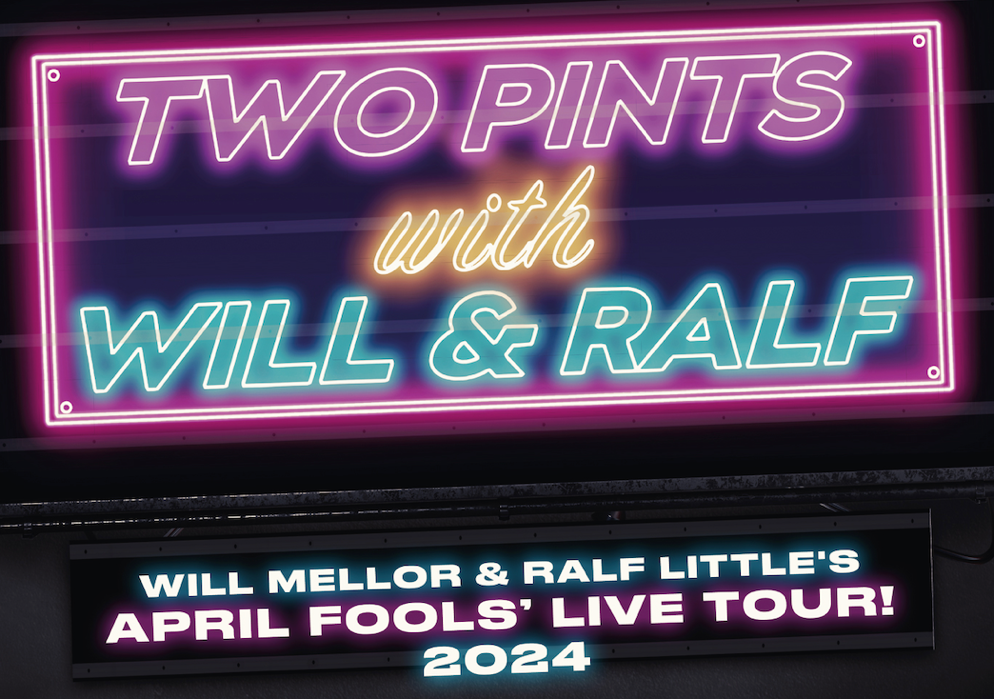 TWO PINTS
with
WILL & RALF
WILL MELLOR & RALF LITTLE'S
APRIL FOOLS’ LIVE TOUR!
2024